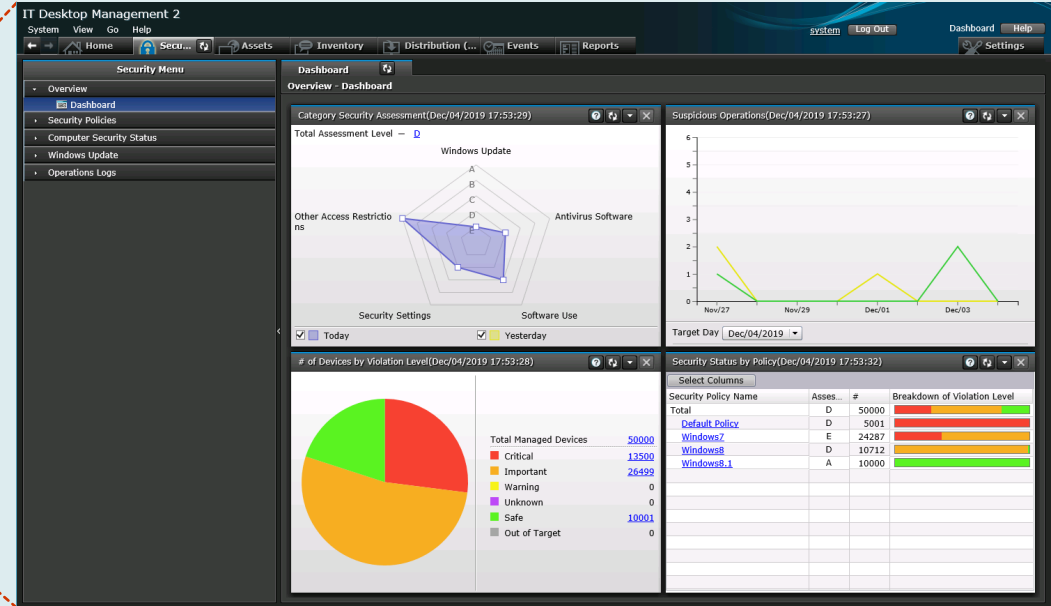 IT Desktop Management 2
System View Go Help
system Log Out Dashboard Help
Home Secu... Assets Inventory Distribution (... Events Reports Settings
Security Menu
Overview
Dashboard
Security Policies
Computer Security Status
Windows Update
Operations Logs
Dashboard
Overview - Dashboard
Category Security Assessment(Dec/04/2019 17:53:29)
Total Assessment Level — D
Windows Update
A
B
C
D
E
Other Access Restrictio
ns
Antivirus Software
Security Settings
Software Use
Today Yesterday
Suspicious Operations(Dec/04/2019 17:53:27)
6
5
4
3
2
1
0
Nov/27 Nov/29 Dec/01 Dec/03
Target Day Dec/04/2019
# of Devices by Violation Level(Dec/04/2019 17:53:28)
Total Managed Devices 50000
Critical 13500
Important 26499
Warning 0
Unknown 0
Safe 10001
Out of Target 0
Security Status by Policy(Dec/04/2019 17:53:32)
Select Columns
Security Policy Name Asses... # Breakdown of Violation Level
Total D 50000
Default Policy D 5001
Windows7 E 24287
Windows8 D 10712
Windows8.1 A 10000